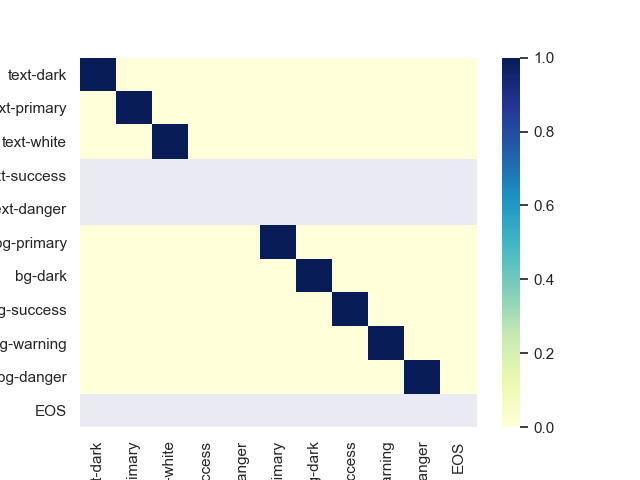 text-dark
xt-primary
text-white
t-success
ext-danger
bg-primary
bg-dark
g-success
g-warning
bg-danger
EOS
t-dark
imary
-white
ccess
anger
imary
g-dark
ccess
arning
anger
EOS
1.0
0.8
0.6
0.4
0.2
0.0